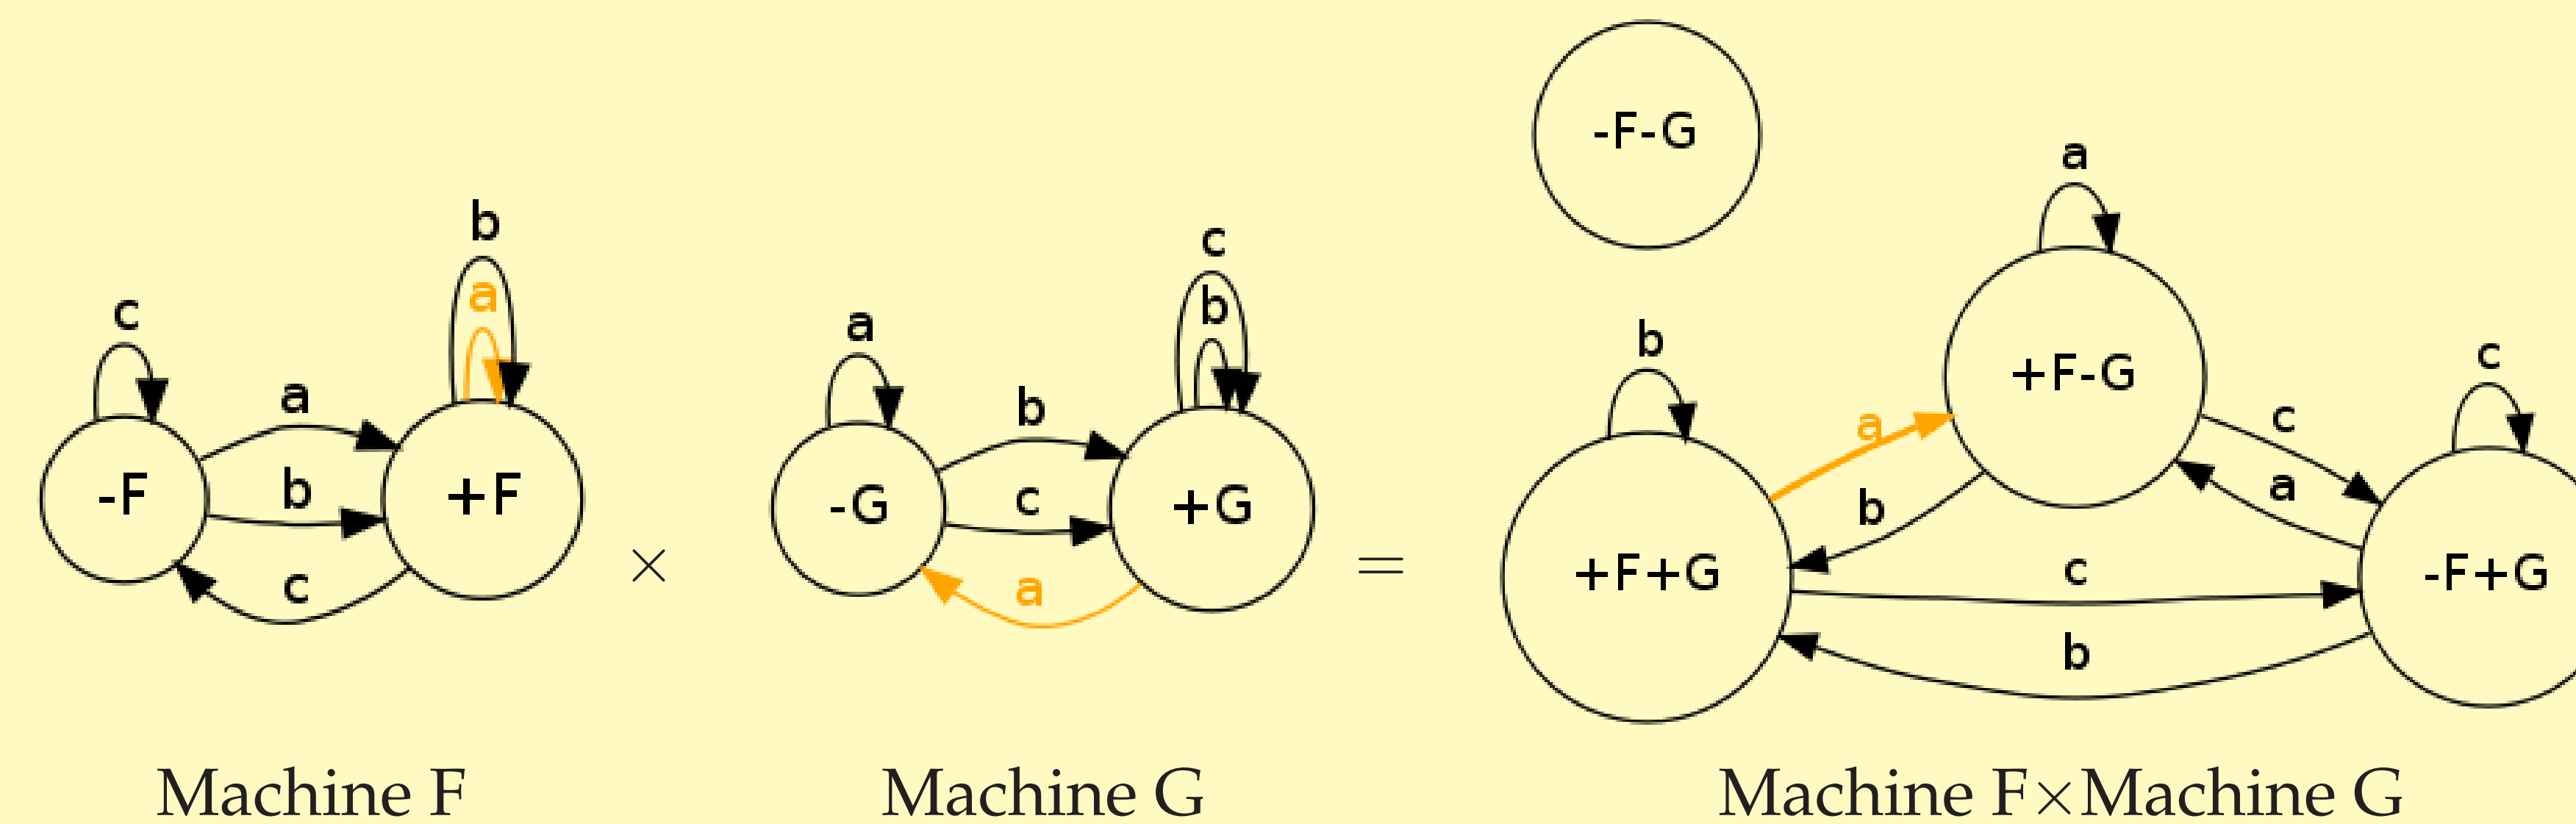 -F-G
a
b
c
b
a
c
a
b
a
+F-G
c
c
a
b
a
b
c
a
b
-F
b
+F
-G
c
+G
c
a
×
=
+F+G
c
-F+G
b
Machine F
Machine G
Machine F×Machine G